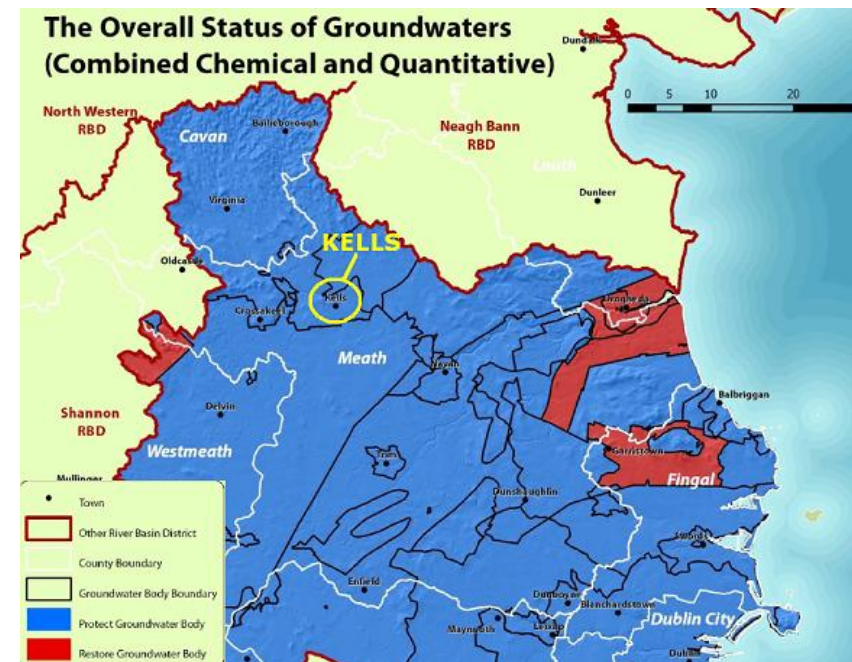 The Overall Status of Groundwaters
(Combined Chemical and Quantitative)
Dundalk
0 5 10 20
North Western
RBD
Cavan
Bailieborough
Neagh Bann
RBD
Louth
Dunleer
Virginia
KELLS
Oldcastle
Kells
Drogheda
Crossakeel
Meath
Navan
Balbriggan
Delvin
Shannon
RBD
Westmeath
Garristown
Trim
Fingal
Mullingar
Dunshaughlin
Town
Other River Basin District
Swords
County Boundary
Enfield
Groundwater Body Boundary
Dunboyne
Blanchardstown
Protect Groundwater Body
Dublin City
Maynooth
Leixlip
Restore Groundwater Body
Dublin